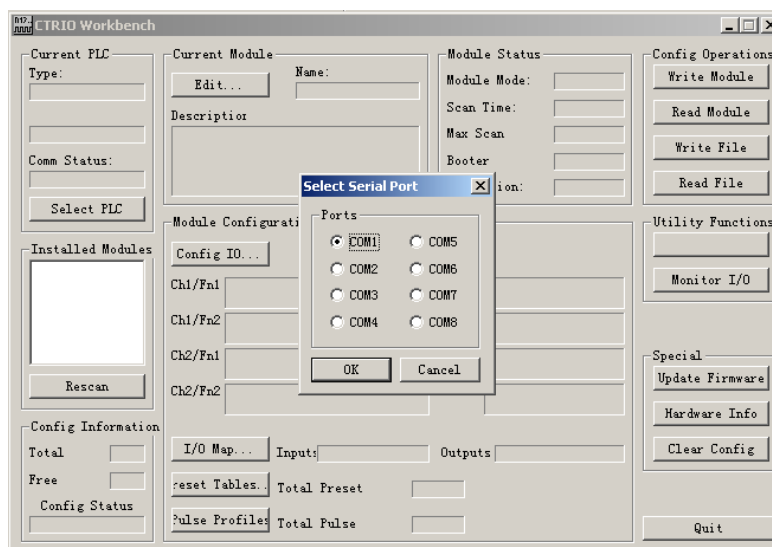 CTRIO Workbench
Current PLC
Type:
Comm Status:
Select PLC
Installed Modules
Rescan
Config Information
Total
Free
Config Status
Current Module
Edit...
Name:
Description
Module Status
Module Mode:
Scan Time:
Max Scan
Booter
ion:
Config Operations
Write Module
Read Module
Write File
Read File
Utility Functions
Monitor I/O
Special
Update Firmware
Hardware Info
Clear Config
Quit
Module Configurati
Config IO...
Ch1/Fn1
Ch1/Fn2
Ch2/Fn1
Ch2/Fn2
I/O Map...
Inputs
Outputs
reset Tables..
Total Preset
Pulse Profiles
Total Pulse
Select Serial Port
Ports
COM1
COM5
COM2
COM6
COM3
COM7
COM4
COM8
OK
Cancel